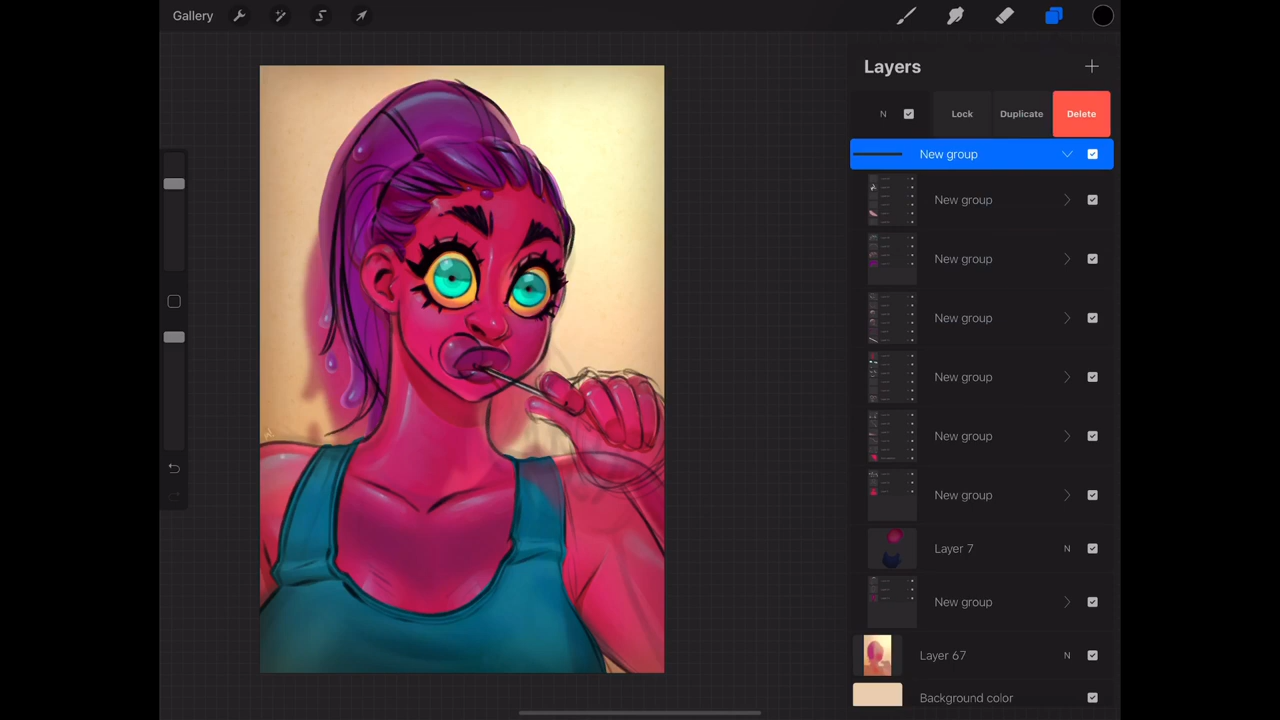 Gallery
Layers
N Lock Duplicate Delete
New group
New group
New group
New group
New group
New group
New group
Layer 7 N
New group
Layer 67 N
Background color